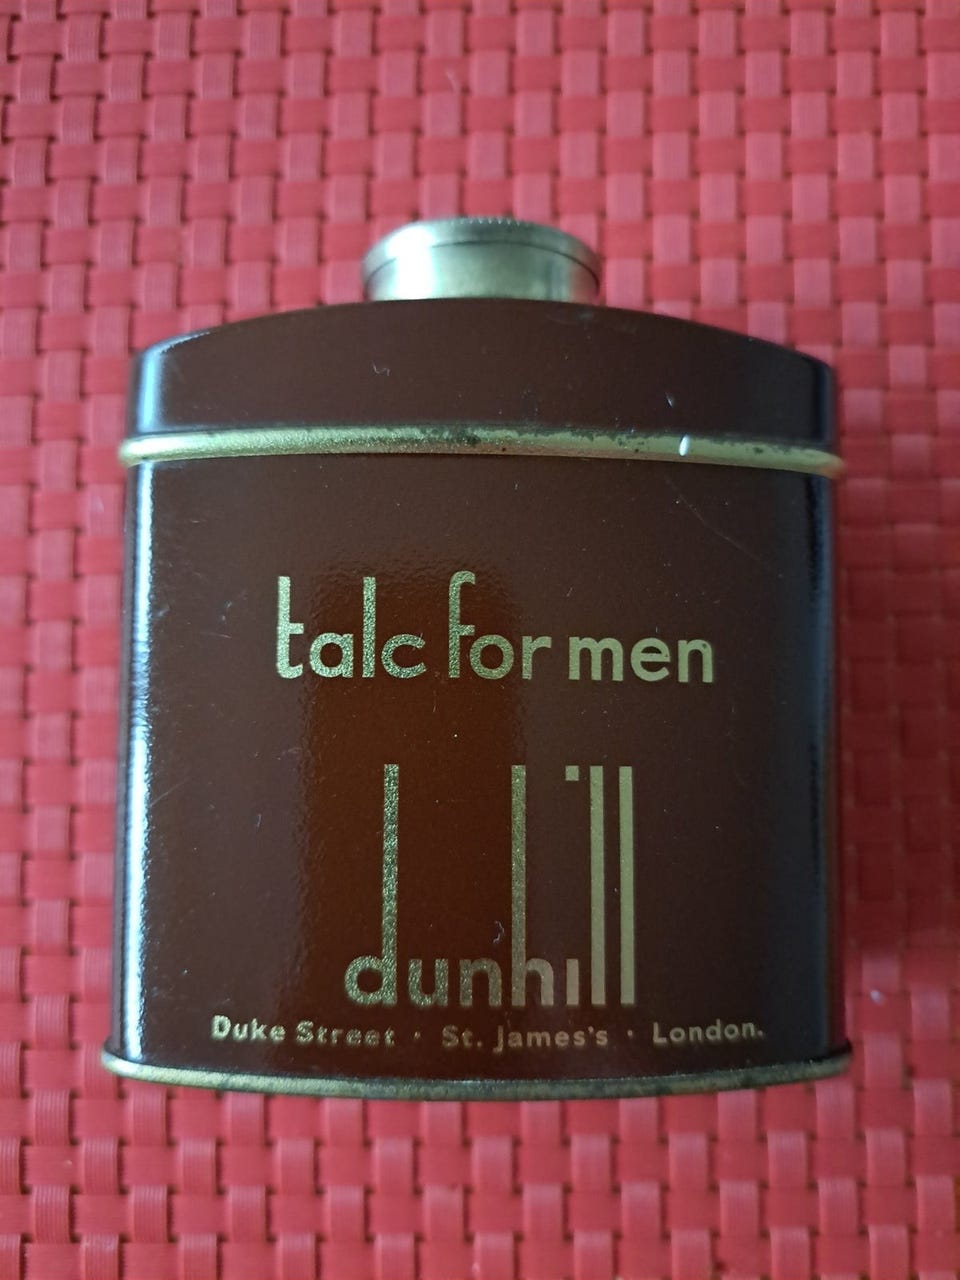 talc for men
dunhill
Duke Street · St. James's · London.